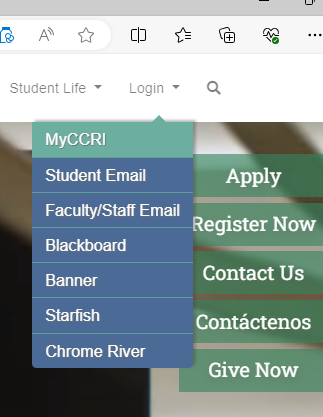 Student Life Login
MyCCRI
Student Email
Faculty/Staff Email
Blackboard
Banner
Starfish
Chrome River
Apply
Register Now
Contact Us
Contáctenos
Give Now